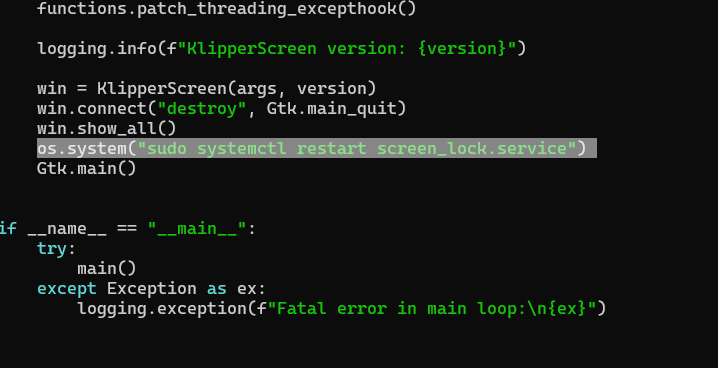 functions.patch_threading_excepthook()
logging.info(f"KlipperScreen version: {version}")
win = KlipperScreen(args, version)
win.connect("destroy", Gtk.main_quit)
win.show_all()
os.system("sudo systemctl restart screen_lock.service")
Gtk.main()
if __name__ == "__main__":
try:
main()
except Exception as ex:
logging.exception(f"Fatal error in main loop:\n{ex}")